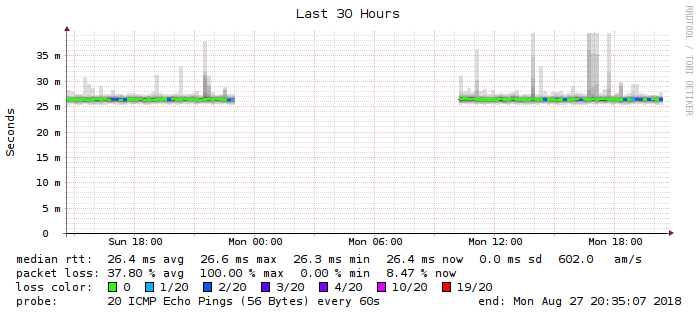 Last 30 Hours
RRDTOOL / TOBI OETIKER
Seconds
35 m
30 m
25 m
20 m
15 m
10 m
5 m
0
Sun 18:00 Mon 00:00 Mon 06:00 Mon 12:00 Mon 18:00
median rtt: 26.4 ms avg 26.6 ms max 26.3 ms min 26.4 ms now 0.0 ms sd 602.0 am/s
packet loss: 37.80 % avg 100.00 % max 0.00 % min 8.47 % now
loss color: 0 1/20 2/20 3/20 4/20 10/20 19/20
probe: 20 ICMP Echo Pings (56 Bytes) every 60s end: Mon Aug 27 20:35:07 2018